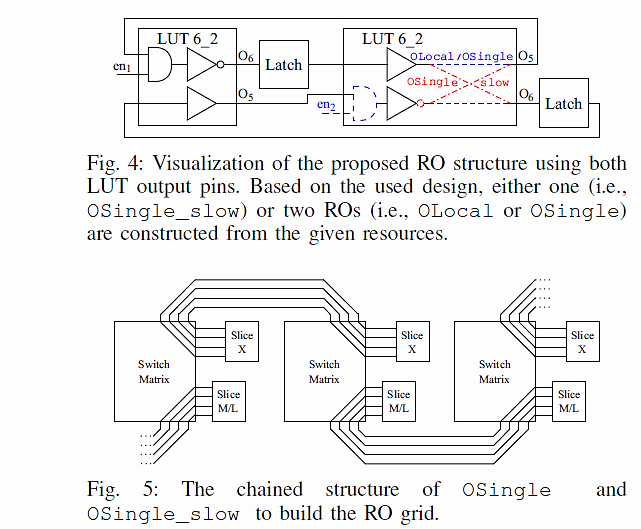 LUT 6_2
LUT 6_2
O6
OLocal/OSingle
O5
en1
Latch
OSingle slow
O5
en2
O6
Latch
Fig. 4: Visualization of the proposed RO structure using both
LUT output pins. Based on the used design, either one (i.e.,
OSingle_slow) or two ROs (i.e., OLocal or OSingle)
are constructed from the given resources.
Slice
X
Slice
X
Slice
X
Switch
Matrix
Switch
Matrix
Switch
Matrix
Slice
M/L
Slice
M/L
Slice
M/L
Fig. 5: The chained structure of OSingle and
OSingle_slow to build the RO grid.